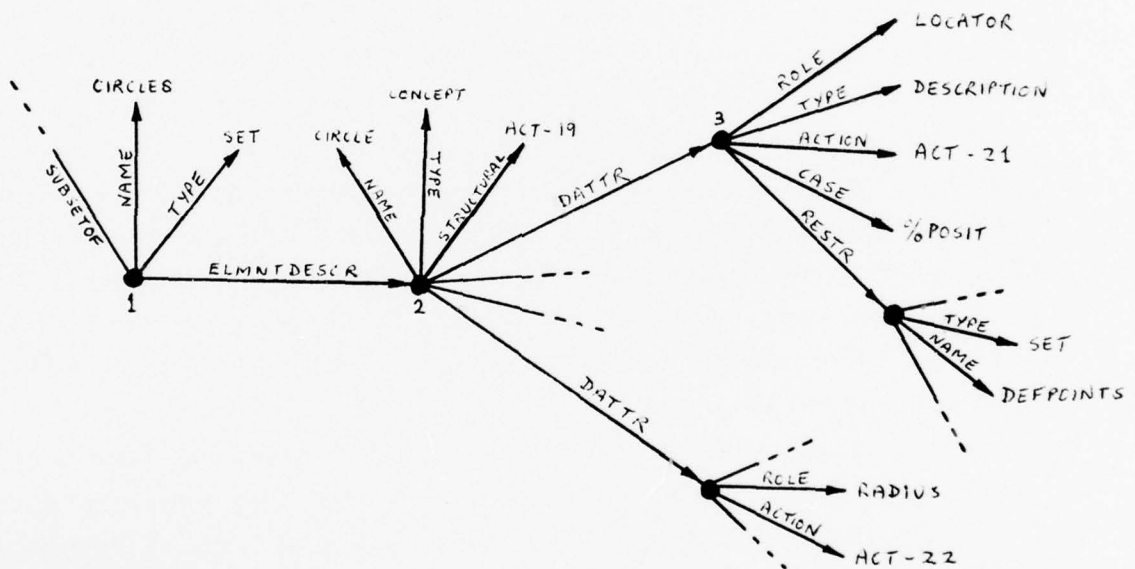 LOCATOR
ROLE
CIRCLES
CONCEPT
TYPE
DESCRIPTION
3
SET
CIRCLE
ACT-19
ACTION
ACT-21
SUBSETOF
NAME
TYPE
NAME
TYPE
STRUCTURAL
DATTR
CASE
%POSIT
RESTR
ELMNTDESCR
1
2
TYPE
SET
NAME
DEFPOINTS
DATTR
ROLE
RADIUS
ACTION
ACT-22